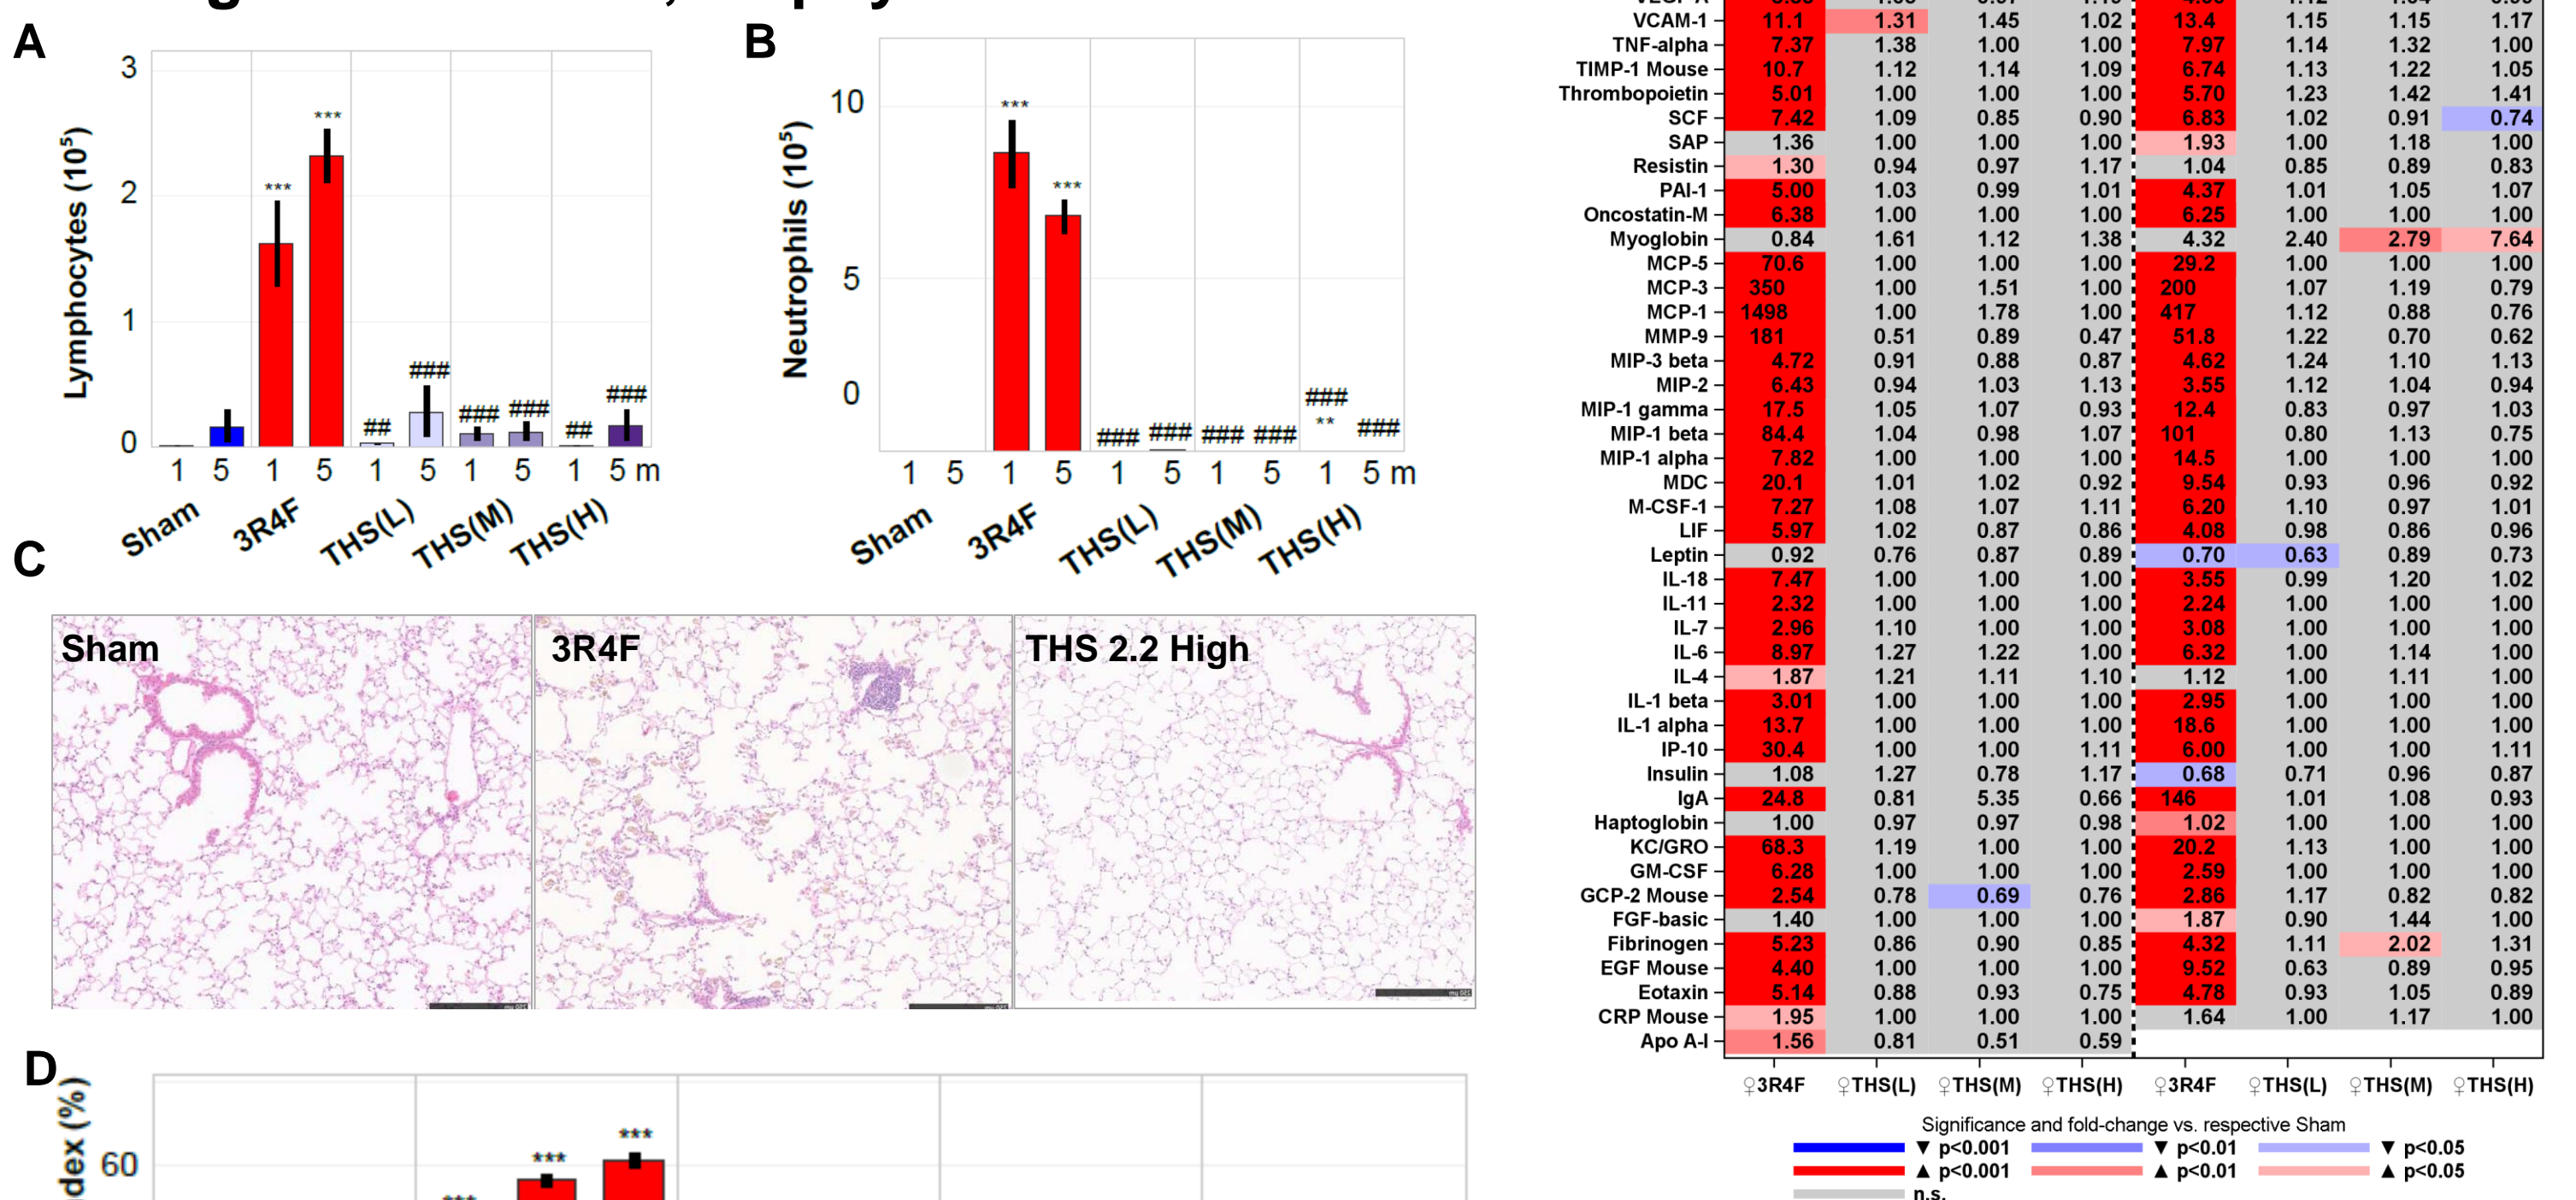 A
B
3
2
1
0
Lymphocytes (10⁵)
***
***
##
###
###
###
##
###
1 5 1 5 1 5 1 5 1 5 m
Sham 3R4F THS(L) THS(M) THS(H)
10
5
0
Neutrophils (10⁵)
***
***
###
###
###
###
###
**
###
1 5 1 5 1 5 1 5 1 5 m
Sham 3R4F THS(L) THS(M) THS(H)
C
Sham
3R4F
THS 2.2 High
D
dex (%)
60
***
***
***
VCAM-1 11.1 1.31 1.45 1.02 13.4 1.15 1.15 1.17
TNF-alpha 7.37 1.38 1.00 1.00 7.97 1.14 1.32 1.00
TIMP-1 Mouse 10.7 1.12 1.14 1.09 6.74 1.13 1.22 1.05
Thrombopoietin 5.01 1.00 1.00 1.00 5.70 1.23 1.42 1.41
SCF 7.42 1.09 0.85 0.90 6.83 1.02 0.91 0.74
SAP 1.36 1.00 1.00 1.00 1.93 1.00 1.18 1.00
Resistin 1.30 0.94 0.97 1.17 1.04 0.85 0.89 0.83
PAI-1 5.00 1.03 0.99 1.01 4.37 1.01 1.05 1.07
Oncostatin-M 6.38 1.00 1.00 1.00 6.25 1.00 1.00 1.00
Myoglobin 0.84 1.61 1.12 1.38 4.32 2.40 2.79 7.64
MCP-5 70.6 1.00 1.00 1.00 29.2 1.00 1.00 1.00
MCP-3 350 1.00 1.51 1.00 200 1.07 1.19 0.79
MCP-1 1498 1.00 1.78 1.00 417 1.12 0.88 0.76
MMP-9 181 0.51 0.89 0.47 51.8 1.22 0.70 0.62
MIP-3 beta 4.72 0.91 0.88 0.87 4.62 1.24 1.10 1.13
MIP-2 6.43 0.94 1.03 1.13 3.55 1.12 1.04 0.94
MIP-1 gamma 17.5 1.05 1.07 0.93 12.4 0.83 0.97 1.03
MIP-1 beta 84.4 1.04 0.98 1.07 101 0.80 1.13 0.75
MIP-1 alpha 7.82 1.00 1.00 1.00 14.5 1.00 1.00 1.00
MDC 20.1 1.01 1.02 0.92 9.54 0.93 0.96 0.92
M-CSF-1 7.27 1.08 1.07 1.11 6.20 1.10 0.97 1.01
LIF 5.97 1.02 0.87 0.86 4.08 0.98 0.86 0.96
Leptin 0.92 0.76 0.87 0.89 0.70 0.63 0.89 0.73
IL-18 7.47 1.00 1.00 1.00 3.55 0.99 1.20 1.02
IL-11 2.32 1.00 1.00 1.00 2.24 1.00 1.00 1.00
IL-7 2.96 1.10 1.00 1.00 3.08 1.00 1.00 1.00
IL-6 8.97 1.27 1.22 1.00 6.32 1.00 1.14 1.00
IL-4 1.87 1.21 1.11 1.10 1.12 1.00 1.11 1.00
IL-1 beta 3.01 1.00 1.00 1.00 2.95 1.00 1.00 1.00
IL-1 alpha 13.7 1.00 1.00 1.00 18.6 1.00 1.00 1.00
IP-10 30.4 1.00 1.00 1.11 6.00 1.00 1.00 1.11
Insulin 1.08 1.27 0.78 1.17 0.68 0.71 0.96 0.87
IgA 24.8 0.81 5.35 0.66 146 1.01 1.08 0.93
Haptoglobin 1.00 0.97 0.97 0.98 1.02 1.00 1.00 1.00
KC/GRO 68.3 1.19 1.00 1.00 20.2 1.13 1.00 1.00
GM-CSF 6.28 1.00 1.00 1.00 2.59 1.00 1.00 1.00
GCP-2 Mouse 2.54 0.78 0.69 0.76 2.86 1.17 0.82 0.82
FGF-basic 1.40 1.00 1.00 1.00 1.87 0.90 1.44 1.00
Fibrinogen 5.23 0.86 0.90 0.85 4.32 1.11 2.02 1.31
EGF Mouse 4.40 1.00 1.00 1.00 9.52 0.63 0.89 0.95
Eotaxin 5.14 0.88 0.93 0.75 4.78 0.93 1.05 0.89
CRP Mouse 1.95 1.00 1.00 1.00 1.64 1.00 1.17 1.00
Apo A-I 1.56 0.81 0.51 0.59
♀3R4F ♀THS(L) ♀THS(M) ♀THS(H) ♀3R4F ♀THS(L) ♀THS(M) ♀THS(H)
Significance and fold-change vs. respective Sham
▼ p<0.001 ▼ p<0.01 ▼ p<0.05
▲ p<0.001 ▲ p<0.01 ▲ p<0.05
n.s.